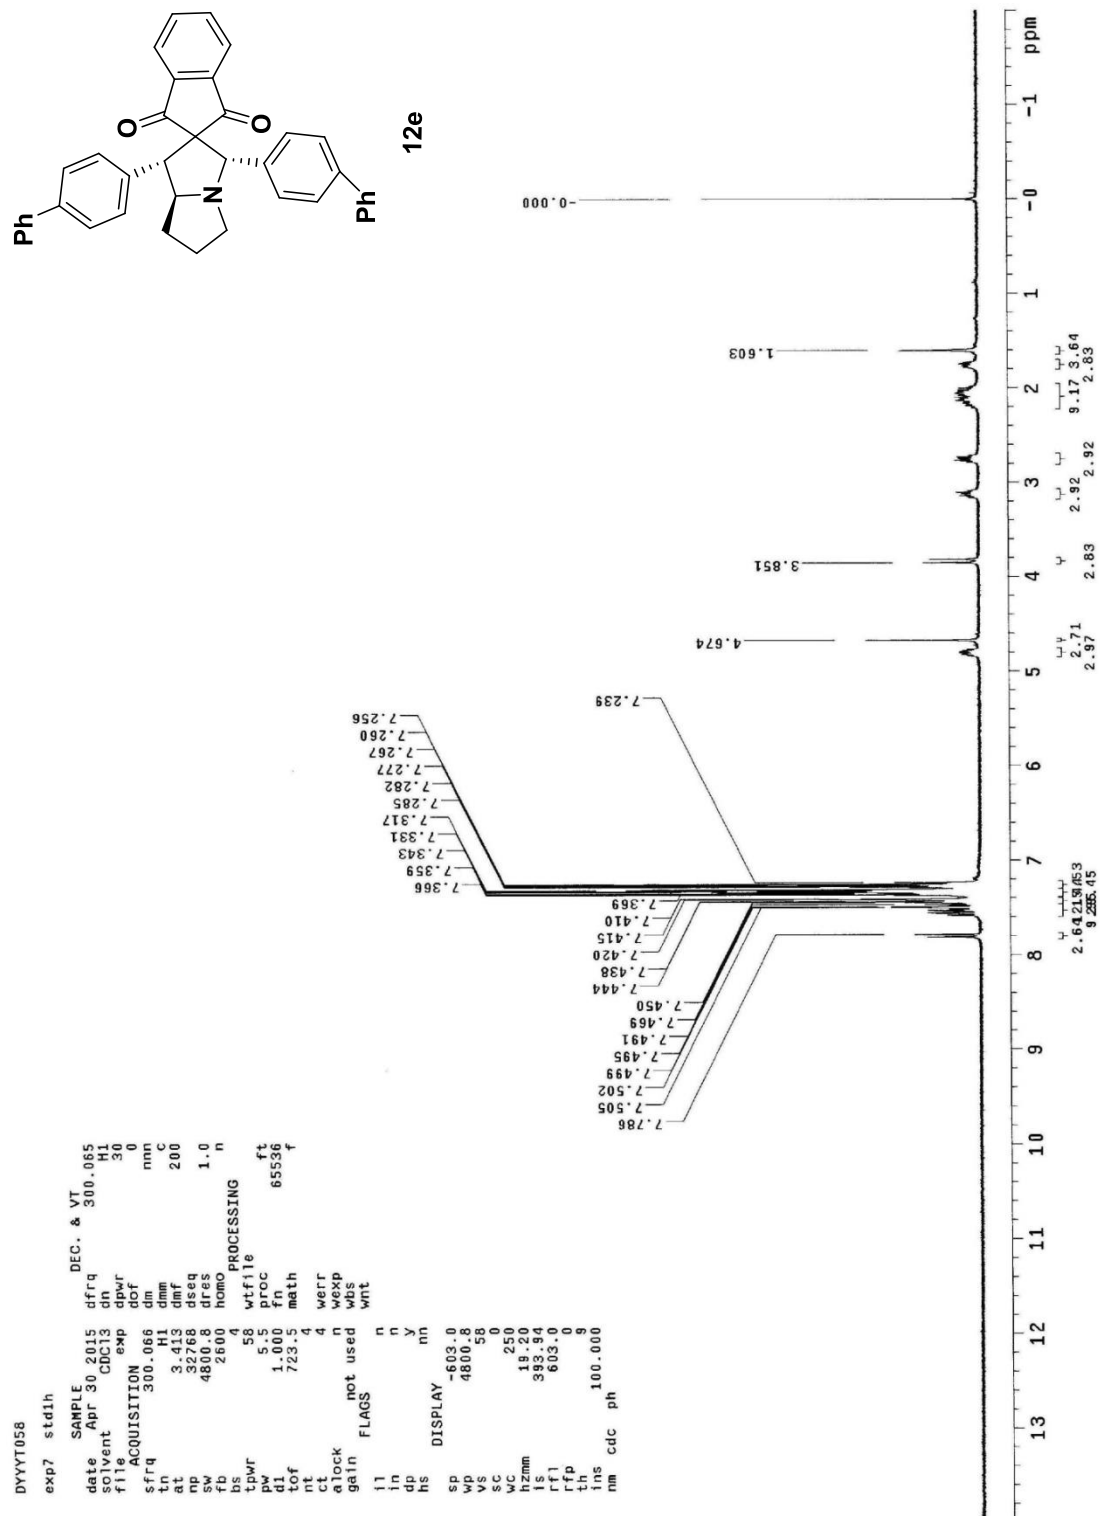 DYYYT058
exp7 std1h
SAMPLE
date Apr 30 2015
solvent CDCl3
file exp
ACQUISITION
sfrq 300.066
tn H1
at 3.413
np 32768
sw 4800.8
fb 2600
bs 4
tpwr 58
pw 5.5
d1 1.000
tof 723.5
nt 4
ct 4
alock n
gain not used
FLAGS
il n
in n
dp y
hs nn
DISPLAY
sp -603.0
wp 4800.8
vs 58
sc 0
wc 250
hzmm 19.20
is 393.94
rfl 603.0
rfp 0
th 9
ins 100.000
nm cdc ph
DEC. & VT
dfrq 300.065
dn H1
dpwr 30
dof 0
dm nnn
dmm c
dmf 200
dseq
dres 1.0
homo n
PROCESSING
wtfile
proc ft
fn 65536
math f
werr
wexp
wbs
wnt
Ph
O
O
N
Ph
12e
7.256
7.260
7.267
7.277
7.282
7.285
7.317
7.331
7.343
7.359
7.366
7.369
7.410
7.415
7.420
7.438
7.444
7.450
7.469
7.491
7.495
7.499
7.502
7.505
7.786
7.239
4.674
3.851
1.603
-0.000
13 12 11 10 9 8 7 6 5 4 3 2 1 -0 -1 ppm
2.64
2.71
2.97
2.83
2.92
2.92
9.17
3.64
2.83